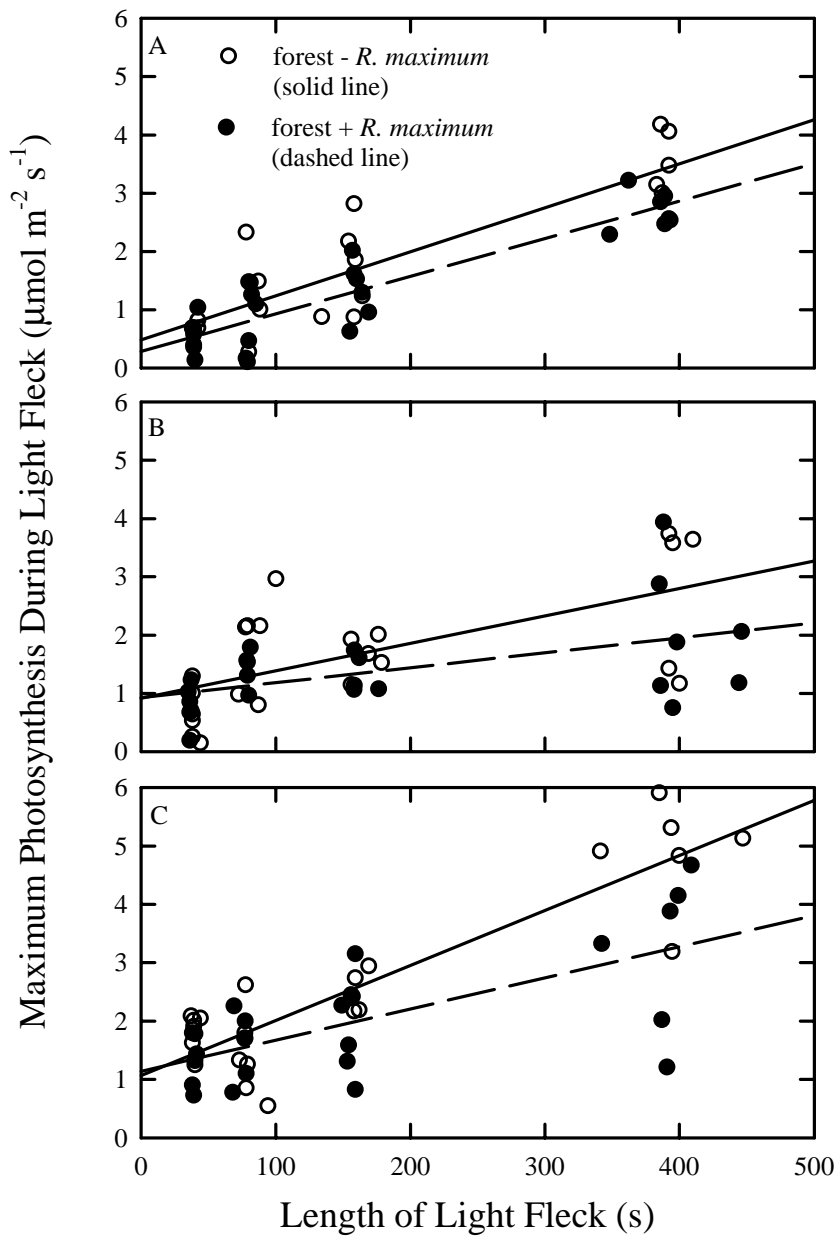 6
A
forest - R. maximum
(solid line)
5
forest + R. maximum
(dashed line)
4
3
2
1
0
6
B
5
4
3
2
1
0
6
C
5
4
3
2
1
0
0 100 200 300 400 500
Length of Light Fleck (s)
Maximum Photosynthesis During Light Fleck (μmol m⁻² s⁻¹)